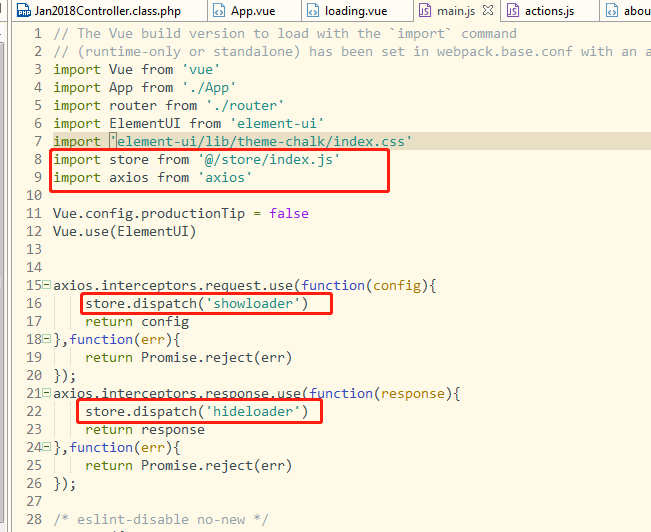 Jan2018Controller.class.php App.vue loading.vue main.js actions.js abou
1 // The Vue build version to load with the `import` command
2 // (runtime-only or standalone) has been set in webpack.base.conf with an a
3 import Vue from 'vue'
4 import App from './App'
5 import router from './router'
6 import ElementUI from 'element-ui'
7 import 'element-ui/lib/theme-chalk/index.css'
8 import store from '@/store/index.js'
9 import axios from 'axios'
10
11 Vue.config.productionTip = false
12 Vue.use(ElementUI)
13
14
15 axios.interceptors.request.use(function(config){
16 store.dispatch('showloader')
17 return config
18 },function(err){
19 return Promise.reject(err)
20 });
21 axios.interceptors.response.use(function(response){
22 store.dispatch('hideloader')
23 return response
24 },function(err){
25 return Promise.reject(err)
26 });
27
28 /* eslint-disable no-new */